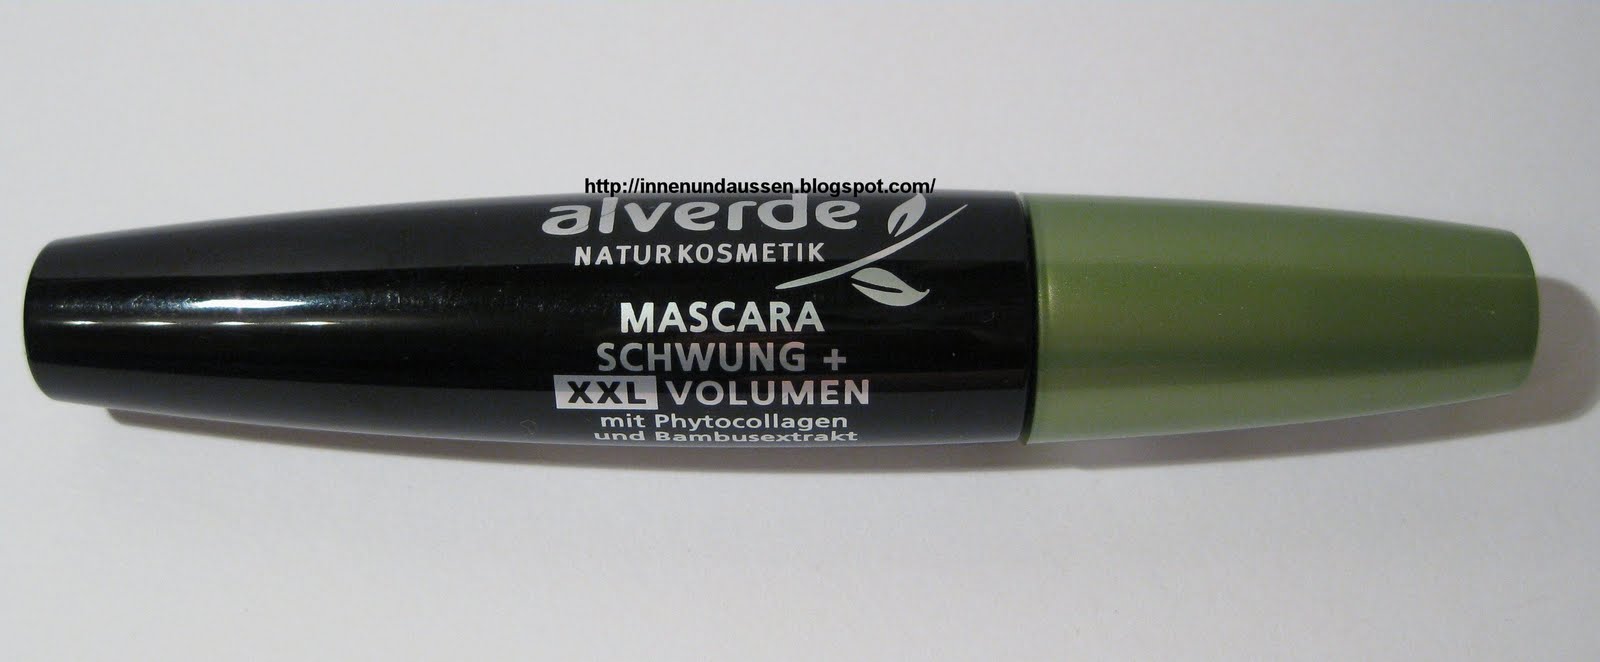 http://innenundaussen.blogspot.com/
alverde
NATURKOSMETIK
MASCARA
SCHWUNG +
XXL VOLUMEN
mit Phytocollagen
und Bambusextrakt